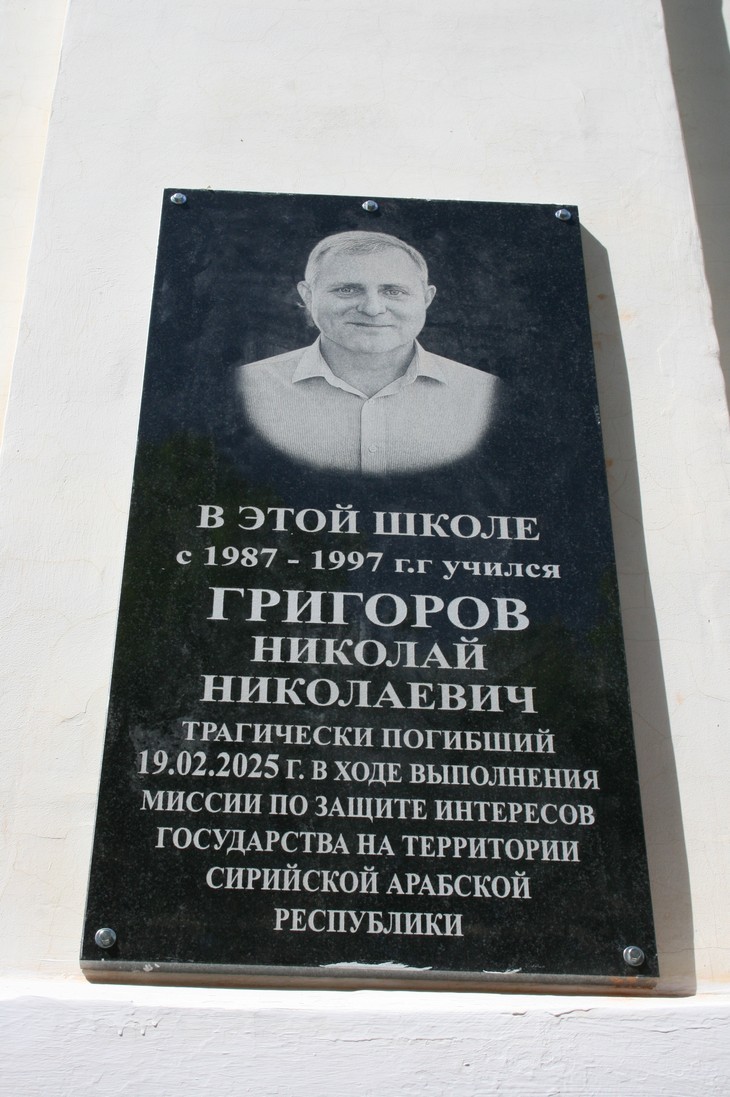 В ЭТОЙ ШКОЛЕ
с 1987 - 1997 г.г учился
ГРИГОРОВ
НИКОЛАЙ
НИКОЛАЕВИЧ
ТРАГИЧЕСКИ ПОГИБШИЙ
19.02.2025 Г. В ХОДЕ ВЫПОЛНЕНИЯ
МИССИИ ПО ЗАЩИТЕ ИНТЕРЕСОВ
ГОСУДАРСТВА НА ТЕРРИТОРИИ
СИРИЙСКОЙ АРАБСКОЙ
РЕСПУБЛИКИ